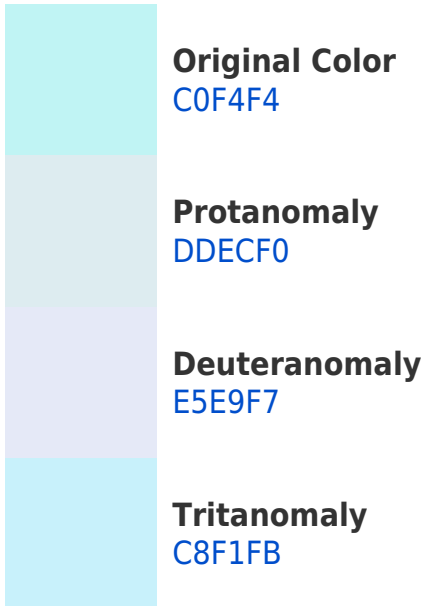 Original Color
C0F4F4
Protanomaly
DDECF0
Deuteranomaly
E5E9F7
Tritanomaly
C8F1FB